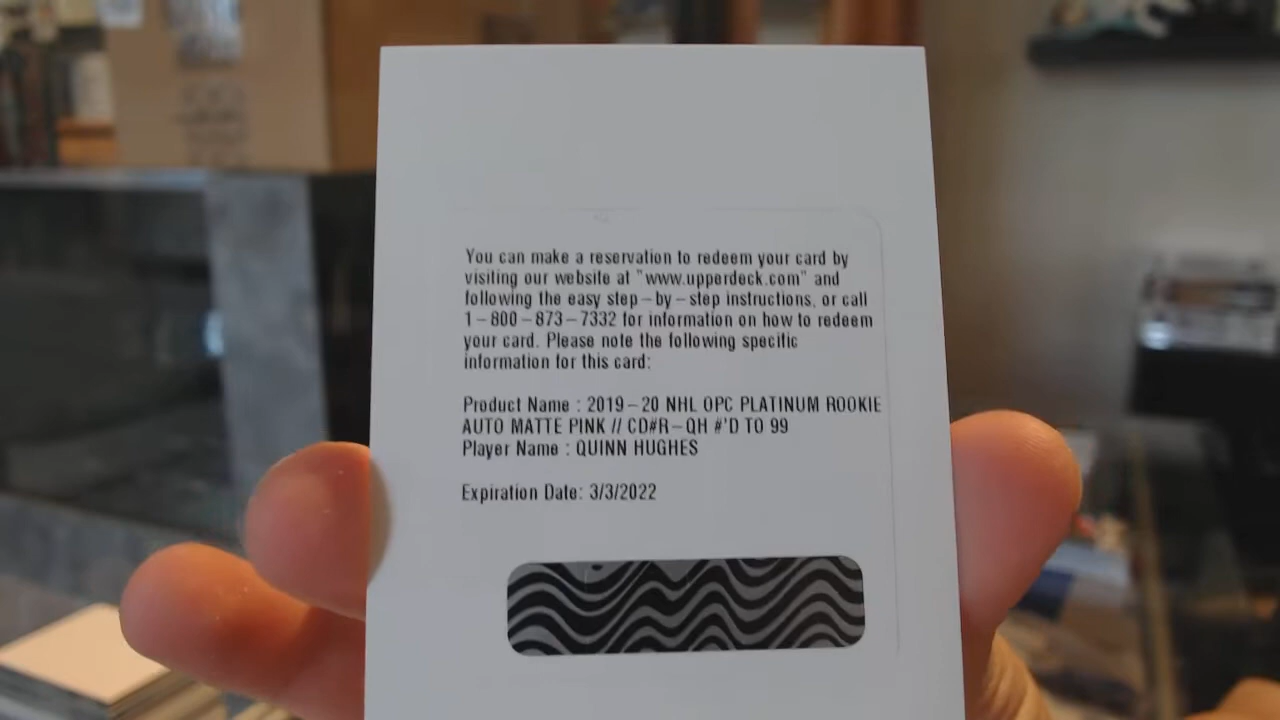 You can make a reservation to redeem your card by
visiting our website at "www.upperdeck.com" and
following the easy step-by-step instructions, or call
1-800-873-7332 for information on how to redeem
your card. Please note the following specific
information for this card:
Product Name : 2019-20 NHL OPC PLATINUM ROOKIE
AUTO MATTE PINK // CD#R-QH #'D TO 99
Player Name : QUINN HUGHES
Expiration Date: 3/3/2022